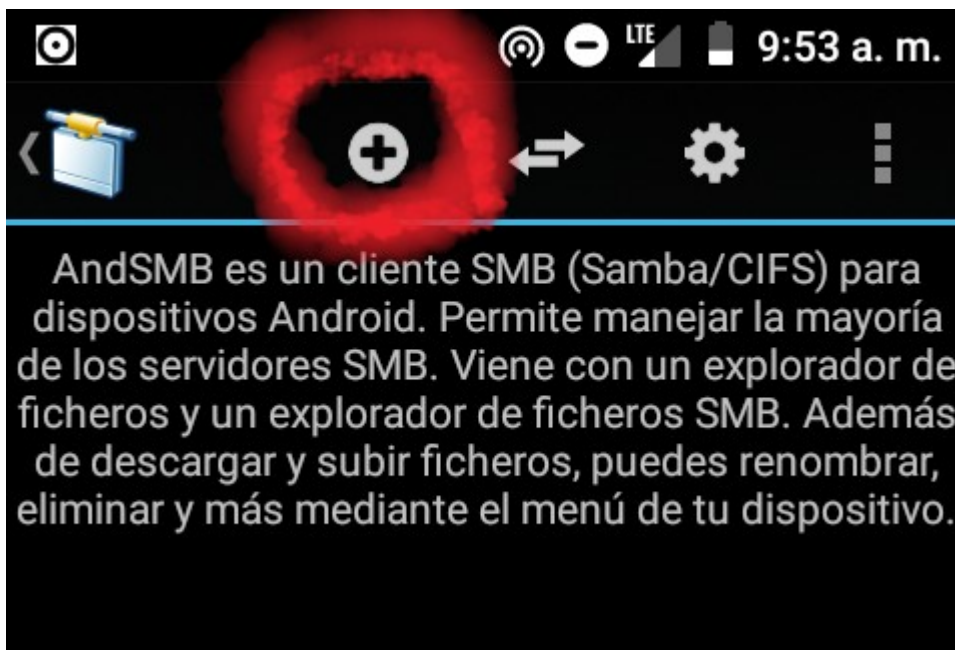 LTE 9:53 a. m.
AndSMB es un cliente SMB (Samba/CIFS) para
dispositivos Android. Permite manejar la mayoría
de los servidores SMB. Viene con un explorador de
ficheros y un explorador de ficheros SMB. Además
de descargar y subir ficheros, puedes renombrar,
eliminar y más mediante el menú de tu dispositivo.